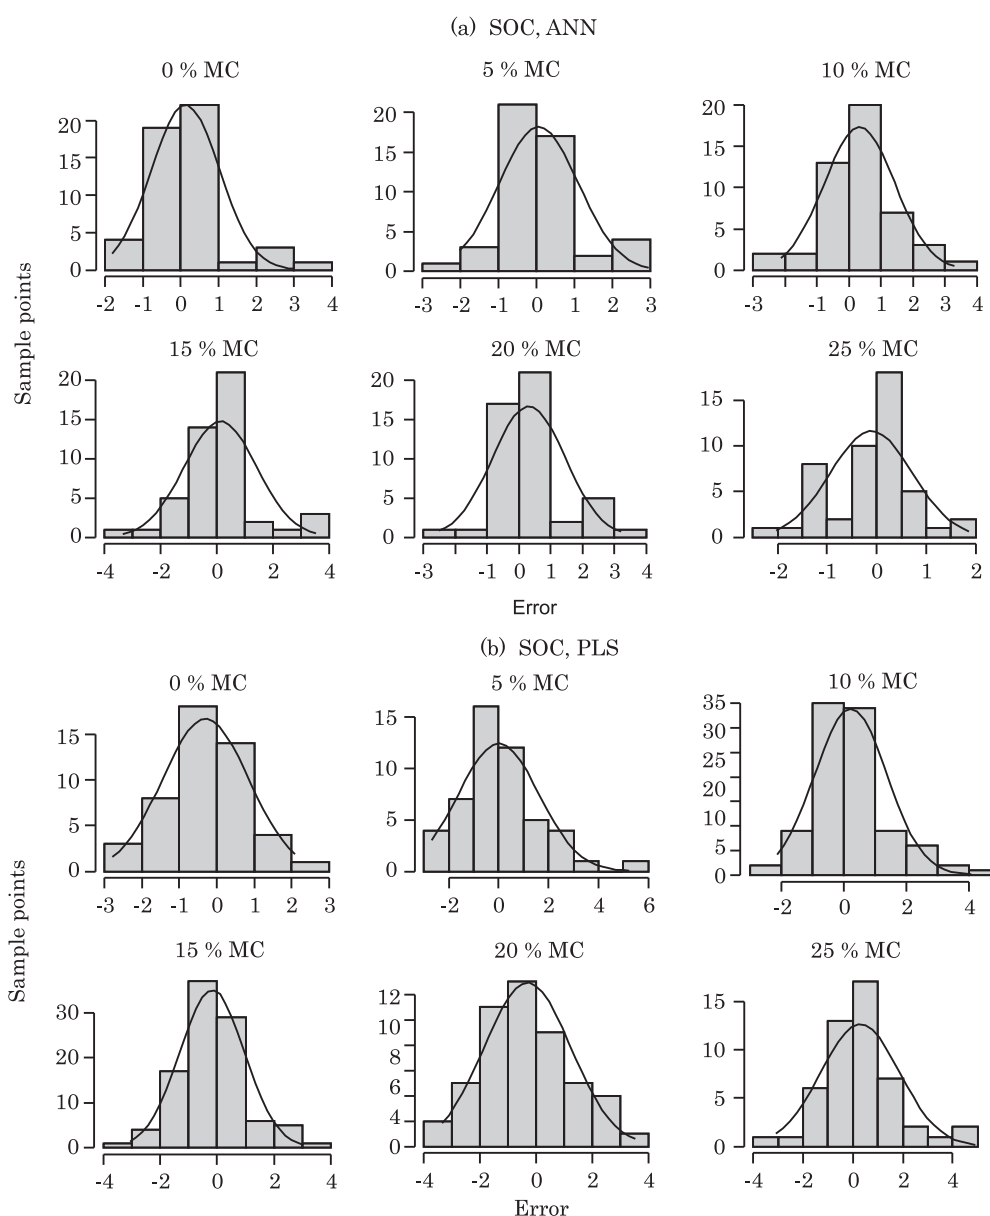 (a) SOC, ANN
Sample points
0 % MC
20
15
10
5
0
-2 -1 0 1 2 3 4
5 % MC
20
15
10
5
0
-3 -2 -1 0 1 2 3
10 % MC
20
15
10
5
0
-3 -1 0 1 2 3 4
15 % MC
20
15
10
5
0
-4 -2 0 2 4
20 % MC
20
15
10
5
0
-3 -1 0 1 2 3 4
25 % MC
15
10
5
0
-2 -1 0 1 2
Error
(b) SOC, PLS
Sample points
0 % MC
15
10
5
0
-3 -2 -1 0 1 2 3
5 % MC
15
10
5
0
-2 0 2 4 6
10 % MC
35
30
25
20
10
5
0
-2 0 2 4
15 % MC
30
20
10
0
-4 -2 0 2 4
20 % MC
12
10
8
6
4
0
-4 -2 0 2 4
25 % MC
15
10
5
0
-4 -2 0 2 4
Error